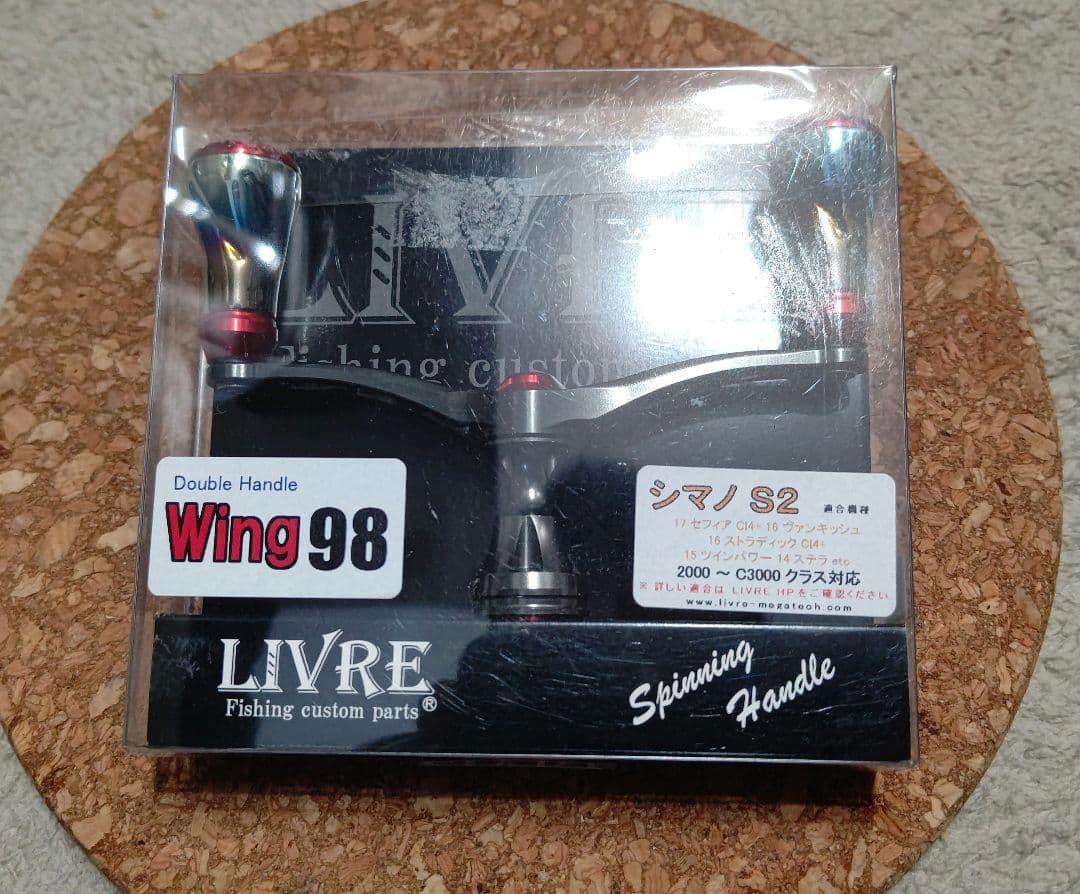 LIVRE
fishing custom
Double Handle
Wing 98
シマノ S2 適合機種
17 セフィア CI4+ 16 ヴァンキッシュ
16 ストラディック CI4+
15 ツインパワー 14 ステラ etc
2000 ～ C3000 クラス対応
※ 詳しい適合は LIVRE HPをご確認ください
www.livre-megatech.com
LIVRE
Fishing custom parts®
Spinning
Handle